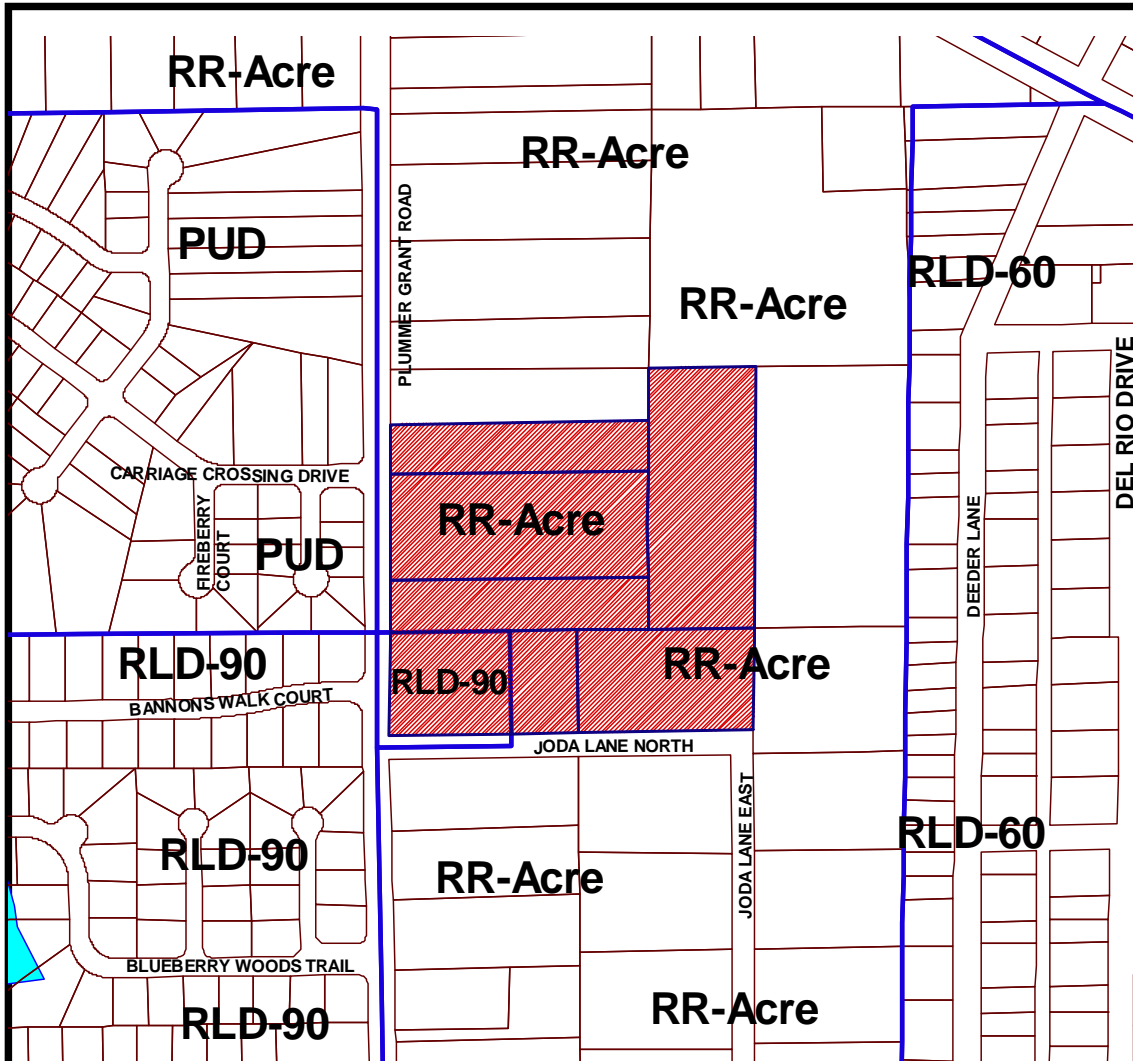 RR-Acre
RR-Acre
PLUMMER GRANT ROAD
PUD
RLD-60
RR-Acre
DEL RIO DRIVE
CARRIAGE CROSSING DRIVE
RR-Acre
FIREBERRY
COURT
PUD
DEEDER LANE
RLD-90
RR-Acre
RLD-90
BANNONS WALK COURT
JODA LANE NORTH
JODA LANE EAST
RLD-60
RLD-90
RR-Acre
BLUEBERRY WOODS TRAIL
RR-Acre
RLD-90